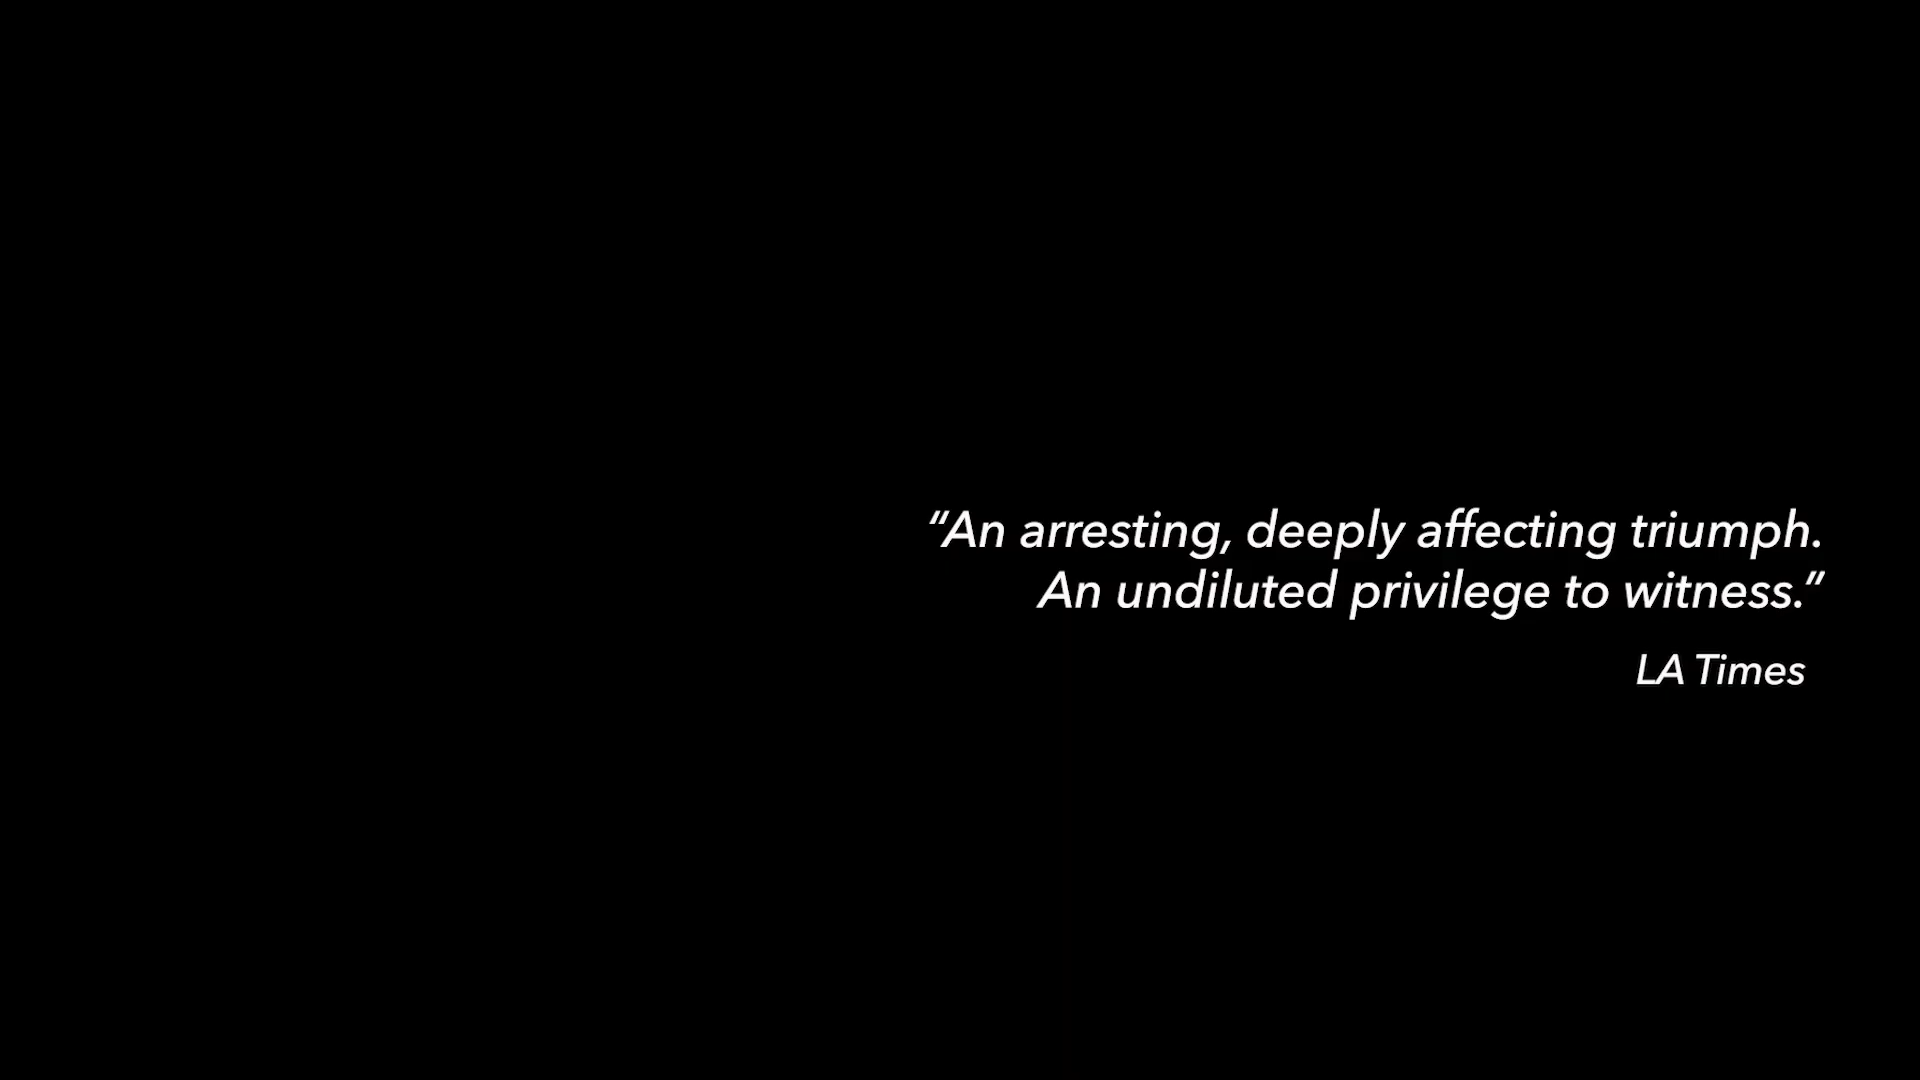 “An arresting, deeply affecting triumph.
An undiluted privilege to witness.”
LA Times